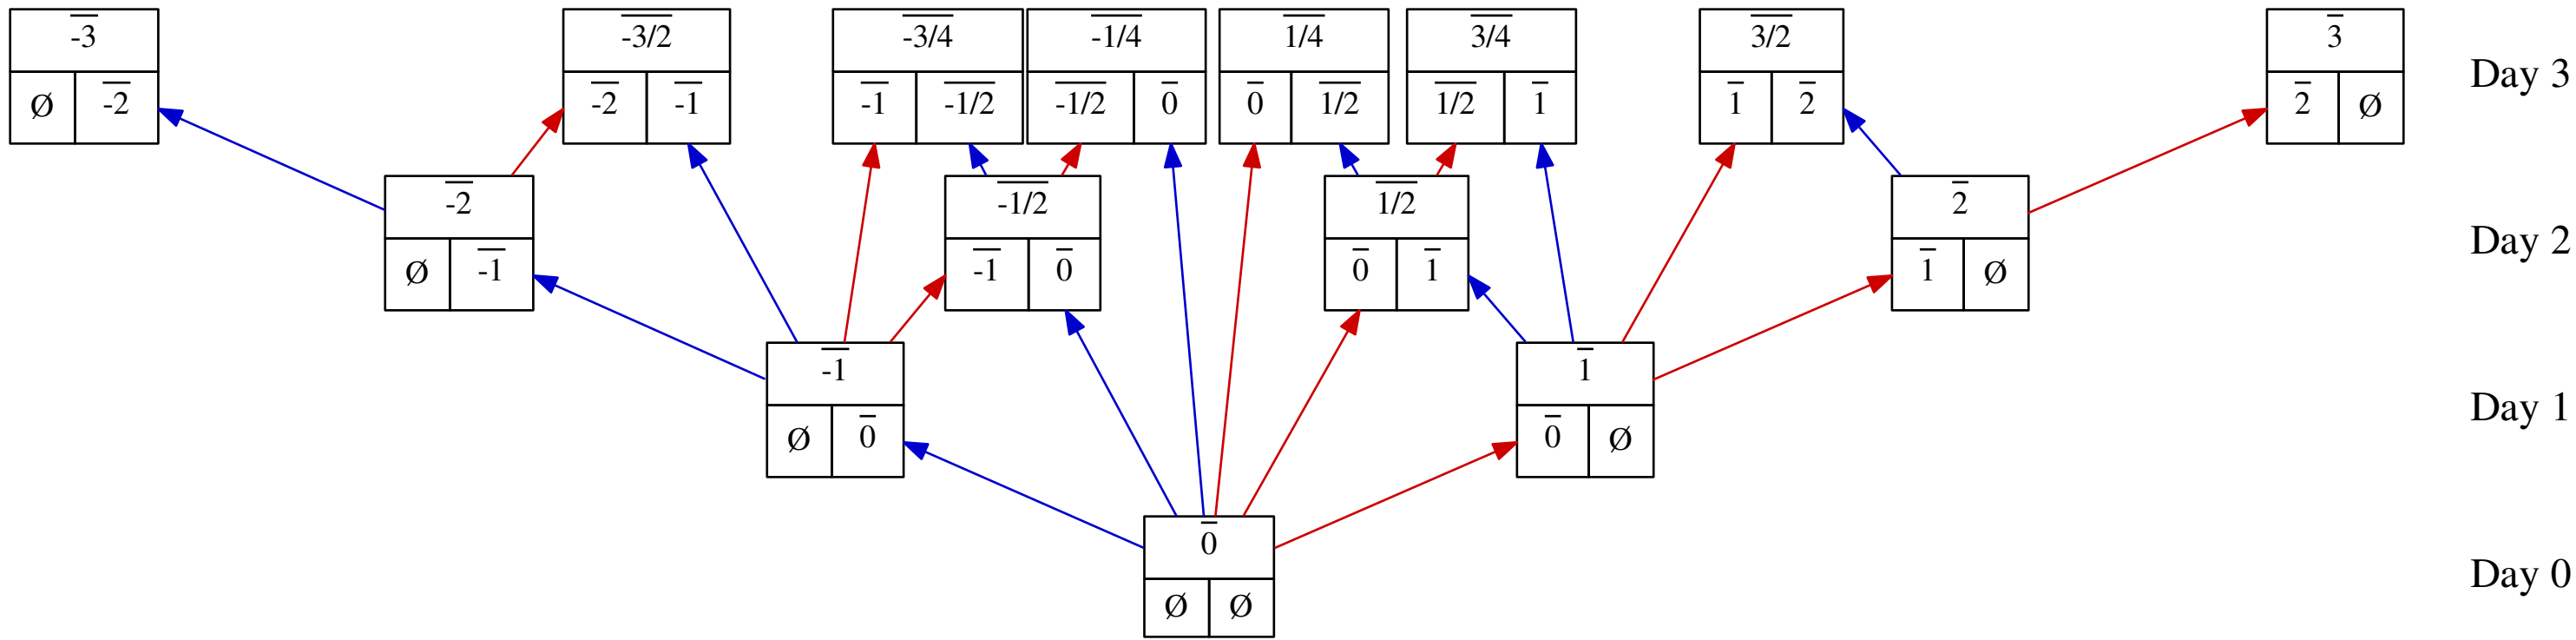 -3 -3/2 -3/4 -1/4 1/4 3/4 3/2 3
Ø -2 -2 -1 -1 -1/2 -1/2 0 0 1/2 1/2 1 1 2 2 Ø Day 3
-2 -1/2 1/2 2
Ø -1 -1 0 0 1 1 Ø Day 2
-1 1
Ø 0 0 Ø Day 1
0
Ø Ø Day 0